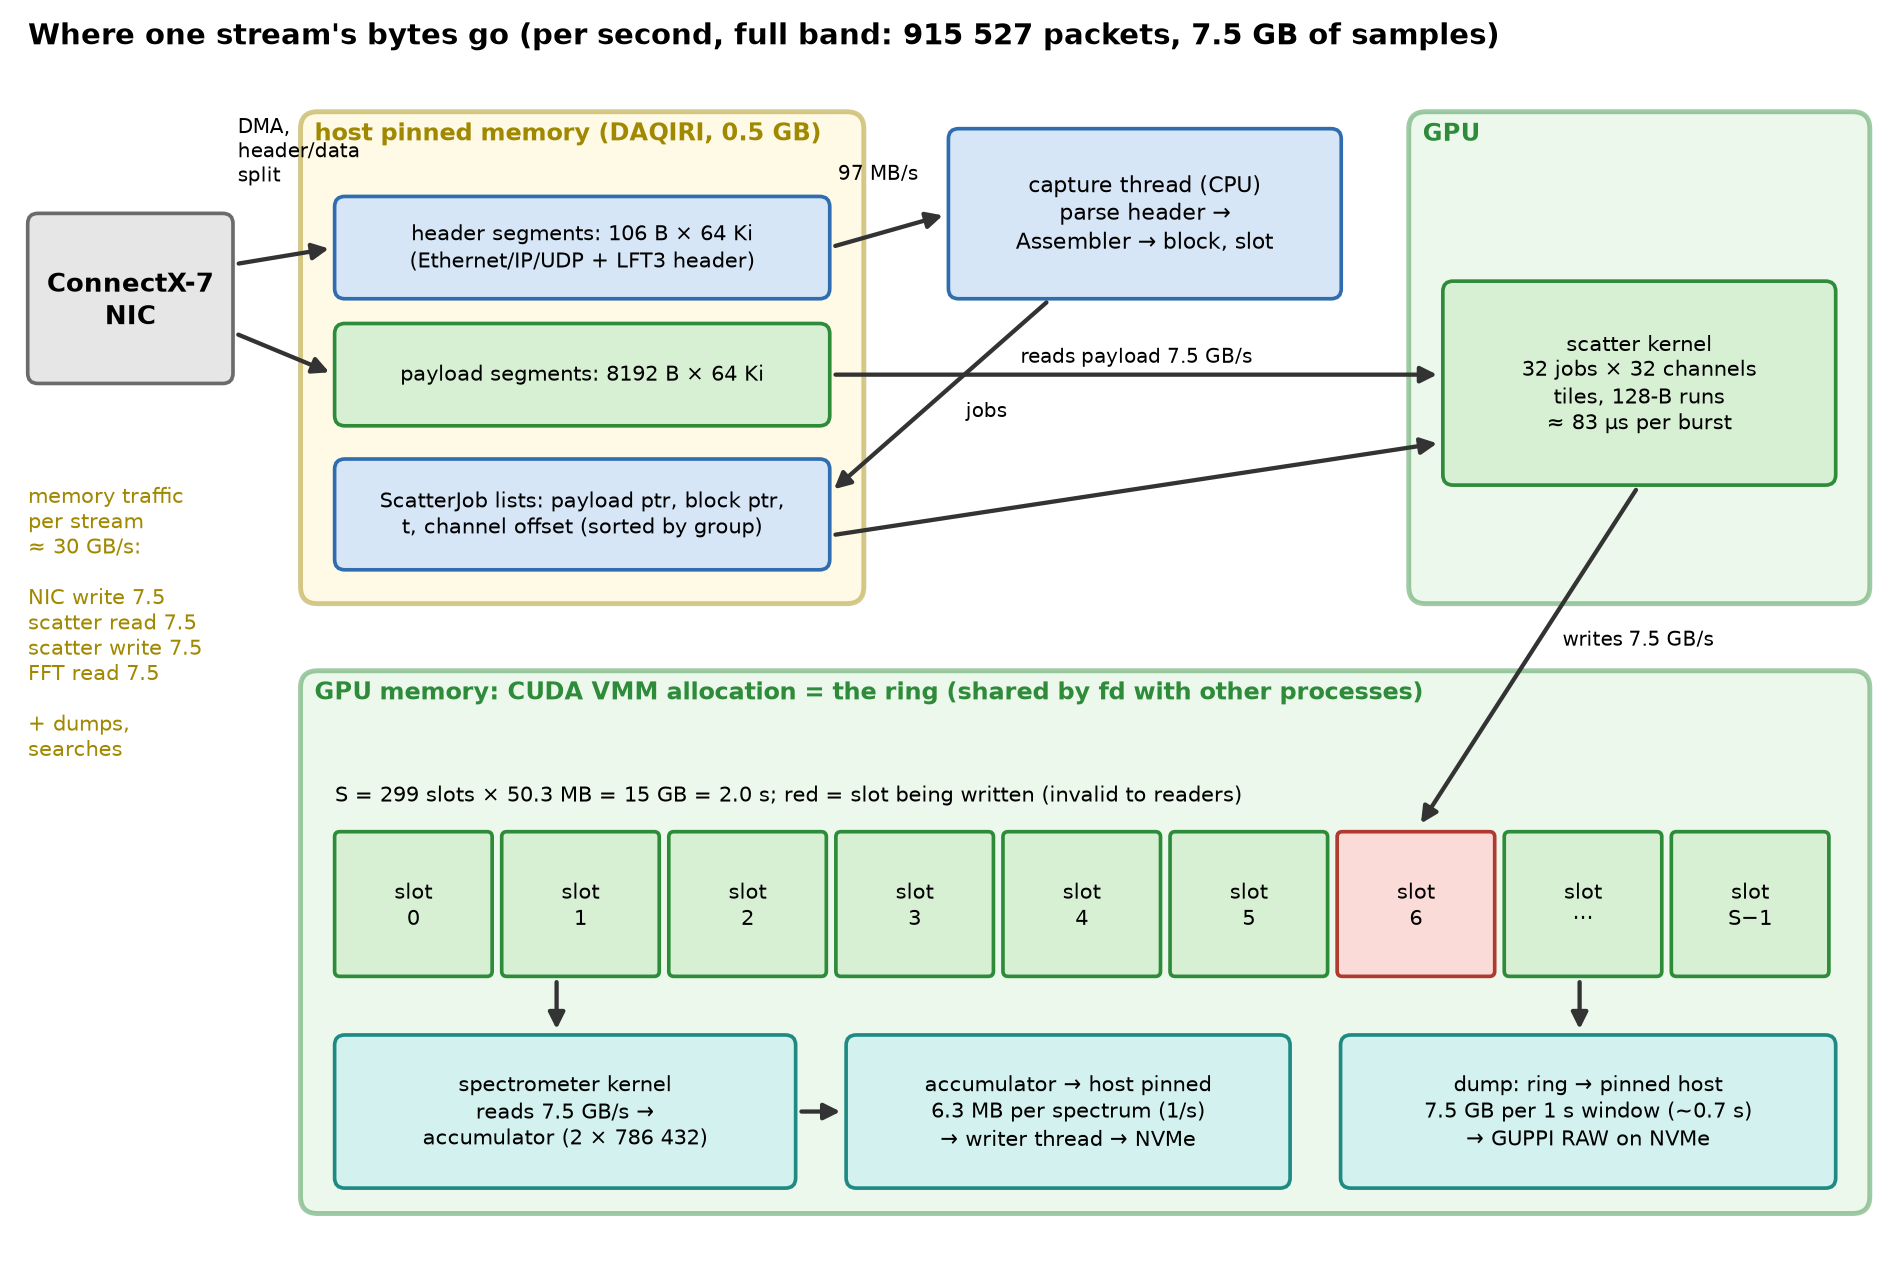 Where one stream's bytes go (per second, full band: 915 527 packets, 7.5 GB of samples)
DMA,
header/data
split
host pinned memory (DAQIRI, 0.5 GB)
97 MB/s
GPU
ConnectX-7
NIC
header segments: 106 B × 64 Ki
(Ethernet/IP/UDP + LFT3 header)
capture thread (CPU)
parse header →
Assembler → block, slot
payload segments: 8192 B × 64 Ki
reads payload 7.5 GB/s
jobs
scatter kernel
32 jobs × 32 channels
tiles, 128-B runs
≈ 83 µs per burst
ScatterJob lists: payload ptr, block ptr,
t, channel offset (sorted by group)
memory traffic
per stream
≈ 30 GB/s:
NIC write 7.5
scatter read 7.5
scatter write 7.5
FFT read 7.5
+ dumps,
searches
writes 7.5 GB/s
GPU memory: CUDA VMM allocation = the ring (shared by fd with other processes)
S = 299 slots × 50.3 MB = 15 GB = 2.0 s; red = slot being written (invalid to readers)
slot
0
slot
1
slot
2
slot
3
slot
4
slot
5
slot
6
slot
⋯
slot
S−1
spectrometer kernel
reads 7.5 GB/s →
accumulator (2 × 786 432)
accumulator → host pinned
6.3 MB per spectrum (1/s)
→ writer thread → NVMe
dump: ring → pinned host
7.5 GB per 1 s window (~0.7 s)
→ GUPPI RAW on NVMe